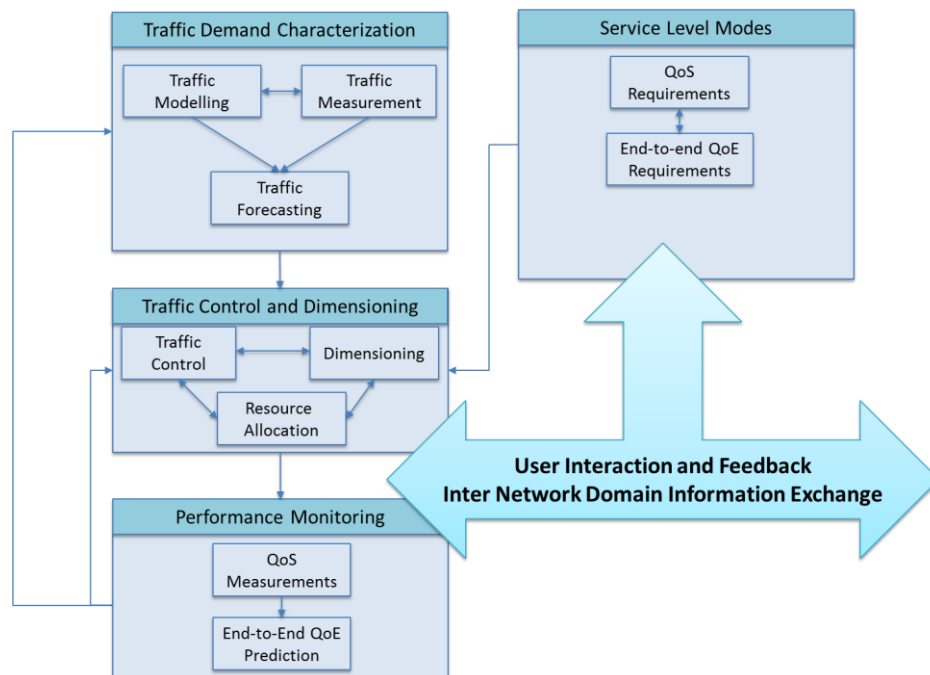 Traffic Demand Characterization
Traffic
Modelling
Traffic
Measurement
Traffic
Forecasting
Service Level Modes
QoS
Requirements
End-to-end QoE
Requirements
Traffic Control and Dimensioning
Traffic
Control
Dimensioning
Resource
Allocation
User Interaction and Feedback
Inter Network Domain Information Exchange
Performance Monitoring
QoS
Measurements
End-to-End QoE
Prediction